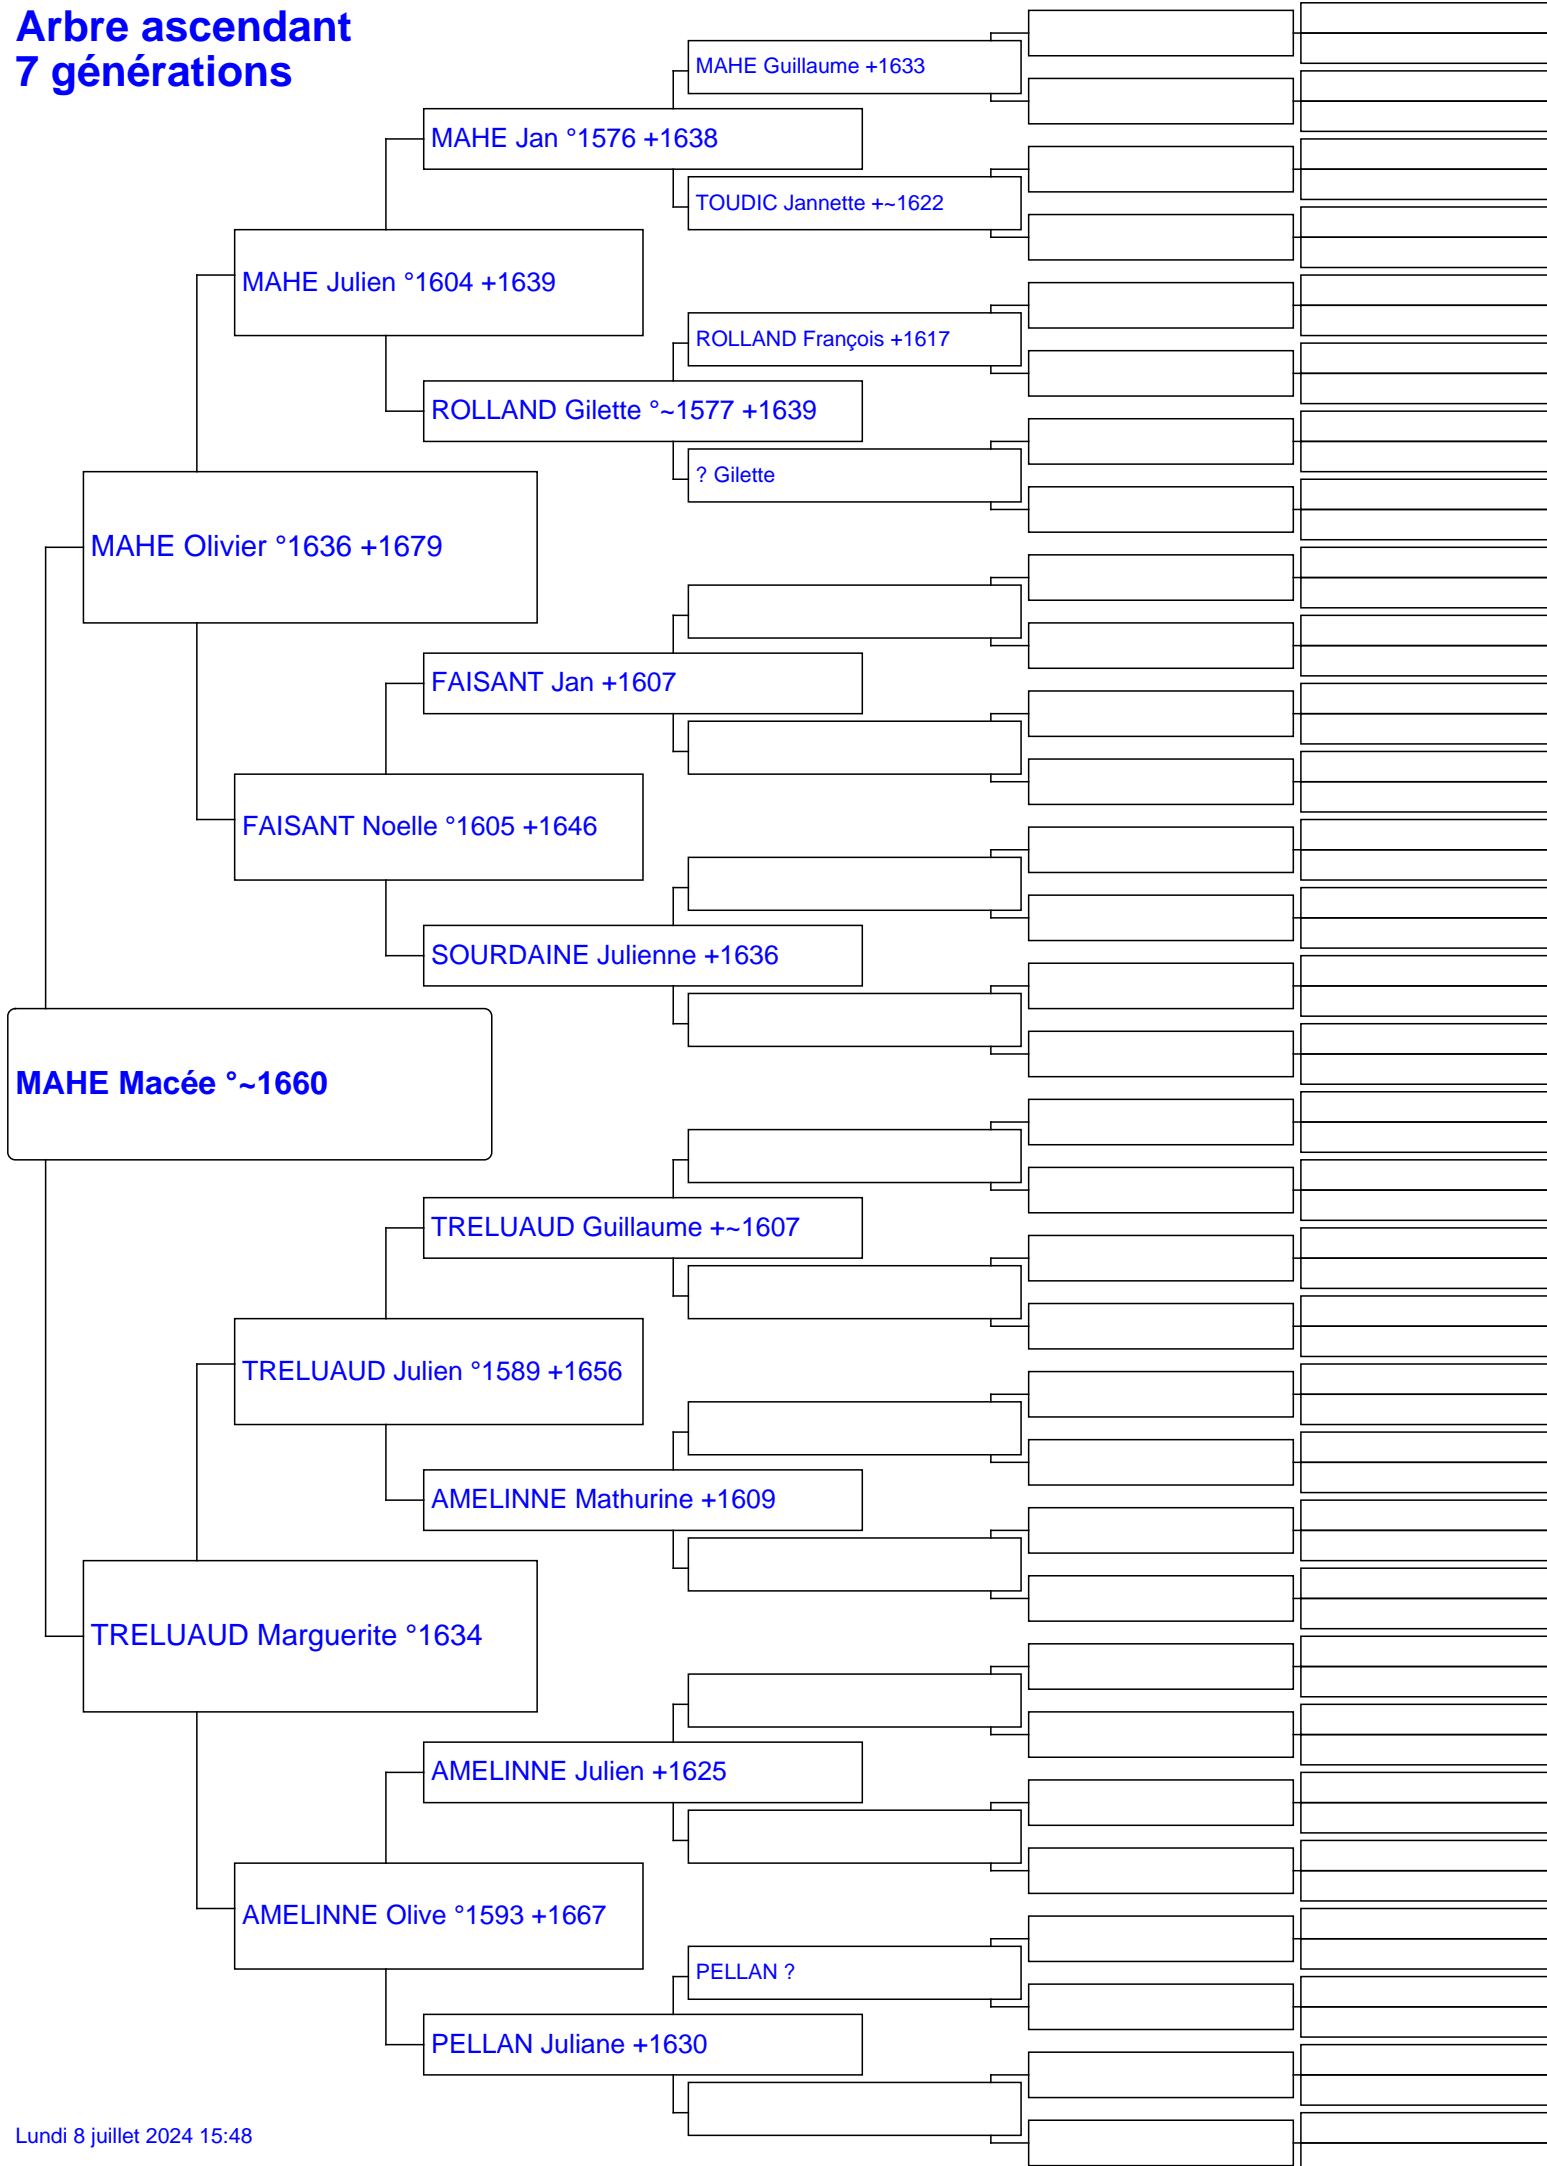 Arbre ascendant
7 générations
MAHE Guillaume +1633
MAHE Jan °1576 +1638
TOUDIC Jannette +~1622
MAHE Julien °1604 +1639
ROLLAND François +1617
ROLLAND Gilette °~1577 +1639
? Gilette
MAHE Olivier °1636 +1679
FAISANT Jan +1607
FAISANT Noelle °1605 +1646
SOURDAINE Julienne +1636
MAHE Macée °~1660
TRELUAUD Guillaume +~1607
TRELUAUD Julien °1589 +1656
AMELINNE Mathurine +1609
TRELUAUD Marguerite °1634
AMELINNE Julien +1625
AMELINNE Olive °1593 +1667
PELLAN ?
PELLAN Juliane +1630
Lundi 8 juillet 2024 15:48